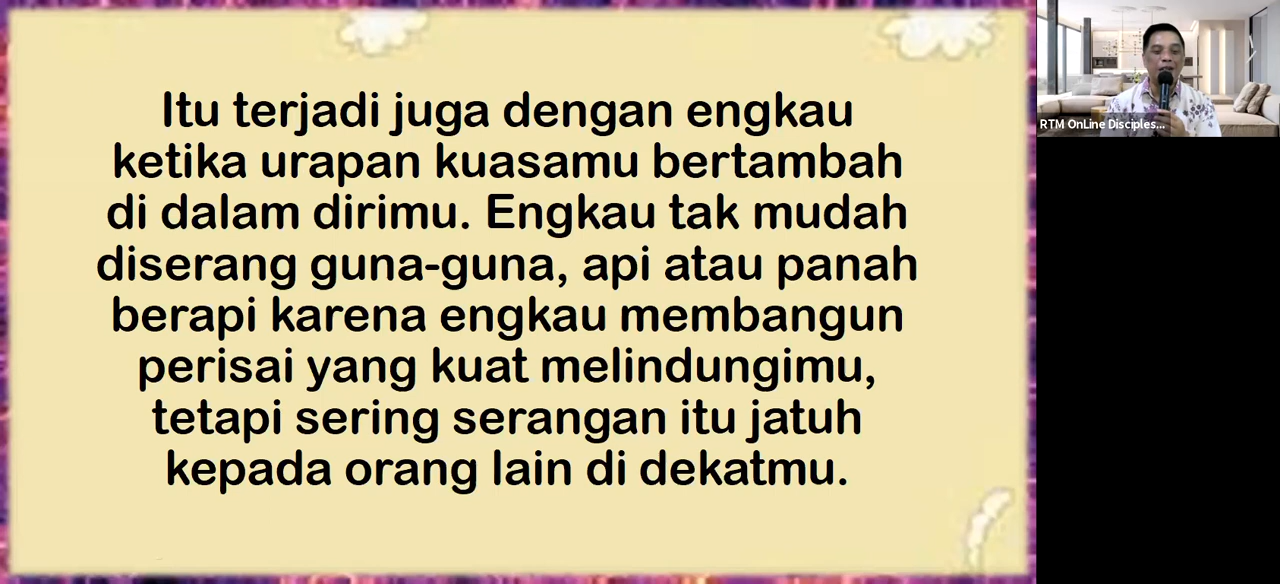 Itu terjadi juga dengan engkau
ketika urapan kuasamu bertambah
di dalam dirimu. Engkau tak mudah
diserang guna-guna, api atau panah
berapi karena engkau membangun
perisai yang kuat melindungimu,
tetapi sering serangan itu jatuh
kepada orang lain di dekatmu.
RTM OnLine Disciples...